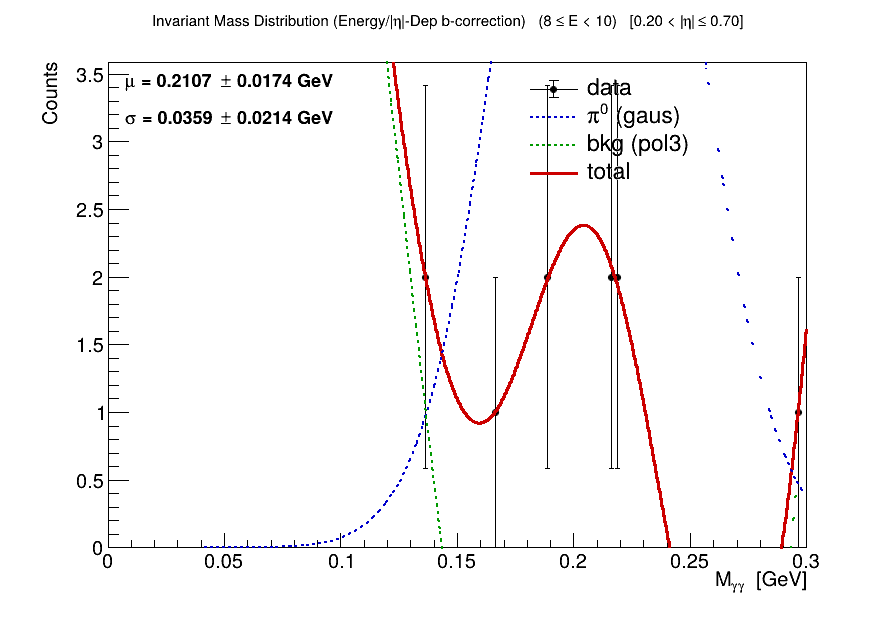 Invariant Mass Distribution (Energy/|η|-Dep b-correction) (8 ≤ E < 10) [0.20 < |η| ≤ 0.70]
Counts
3.5
3
2.5
2
1.5
1
0.5
0
μ = 0.2107 ± 0.0174 GeV
σ = 0.0359 ± 0.0214 GeV
data
π⁰ (gaus)
bkg (pol3)
total
0 0.05 0.1 0.15 0.2 0.25 0.3
Mγγ [GeV]